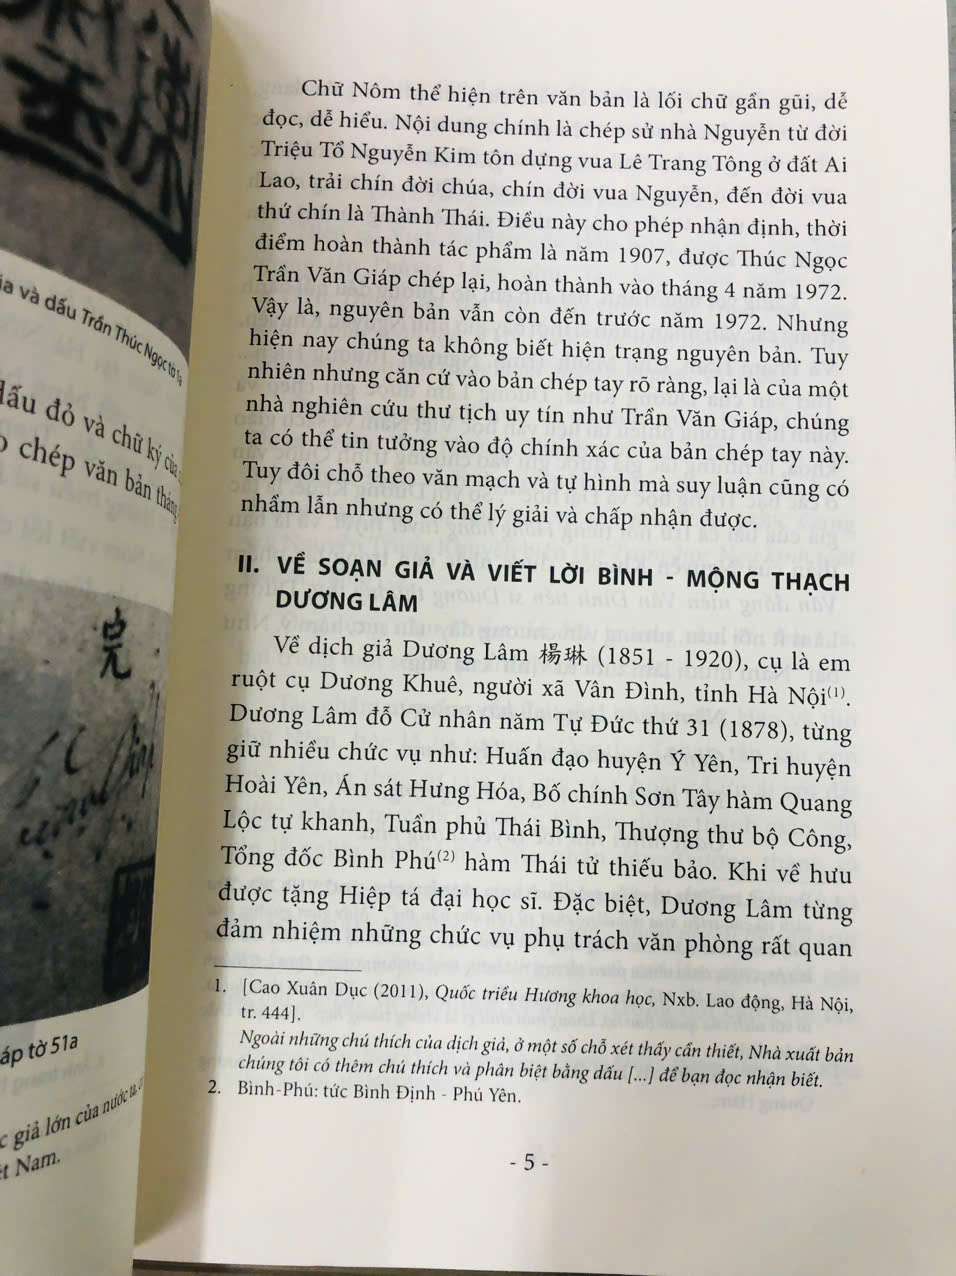 ia và dấu Trần Thúc Ngọc tờ 1a
dấu đỏ và chữ ký của
chép văn bản tháng
áp tờ 51a
giả lớn của nước ta,
ệt Nam.
Chữ Nôm thể hiện trên văn bản là lối chữ gần gũi, dễ
đọc, dễ hiểu. Nội dung chính là chép sử nhà Nguyễn từ đời
Triệu Tổ Nguyễn Kim tôn dựng vua Lê Trang Tông ở đất Ai
Lao, trải chín đời chúa, chín đời vua Nguyễn, đến đời vua
thứ chín là Thành Thái. Điều này cho phép nhận định, thời
điểm hoàn thành tác phẩm là năm 1907, được Thúc Ngọc
Trần Văn Giáp chép lại, hoàn thành vào tháng 4 năm 1972.
Vậy là, nguyên bản vẫn còn đến trước năm 1972. Nhưng
hiện nay chúng ta không biết hiện trạng nguyên bản. Tuy
nhiên nhưng căn cứ vào bản chép tay rõ ràng, lại là của một
nhà nghiên cứu thư tịch uy tín như Trần Văn Giáp, chúng
ta có thể tin tưởng vào độ chính xác của bản chép tay này.
Tuy đôi chỗ theo văn mạch và tự hình mà suy luận cũng có
nhầm lẫn nhưng có thể lý giải và chấp nhận được.
II. VỀ SOẠN GIẢ VÀ VIẾT LỜI BÌNH - MỘNG THẠCH
DƯƠNG LÂM
Về dịch giả Dương Lâm 楊琳 (1851 - 1920), cụ là em
ruột cụ Dương Khuê, người xã Vân Đình, tỉnh Hà Nội(1).
Dương Lâm đỗ Cử nhân năm Tự Đức thứ 31 (1878), từng
giữ nhiều chức vụ như: Huấn đạo huyện Ý Yên, Tri huyện
Hoài Yên, Án sát Hưng Hóa, Bố chính Sơn Tây hàm Quang
Lộc tự khanh, Tuần phủ Thái Bình, Thượng thư bộ Công,
Tổng đốc Bình Phú(2) hàm Thái tử thiếu bảo. Khi về hưu
được tặng Hiệp tá đại học sĩ. Đặc biệt, Dương Lâm từng
đảm nhiệm những chức vụ phụ trách văn phòng rất quan
1. [Cao Xuân Dục (2011), Quốc triều Hương khoa học, Nxb. Lao động, Hà Nội,
tr. 444].
Ngoài những chú thích của dịch giả, ở một số chỗ xét thấy cần thiết, Nhà xuất bản
chúng tôi có thêm chú thích và phân biệt bằng dấu [...] để bạn đọc nhận biết.
2. Bình-Phú: tức Bình Định - Phú Yên.
- 5 -